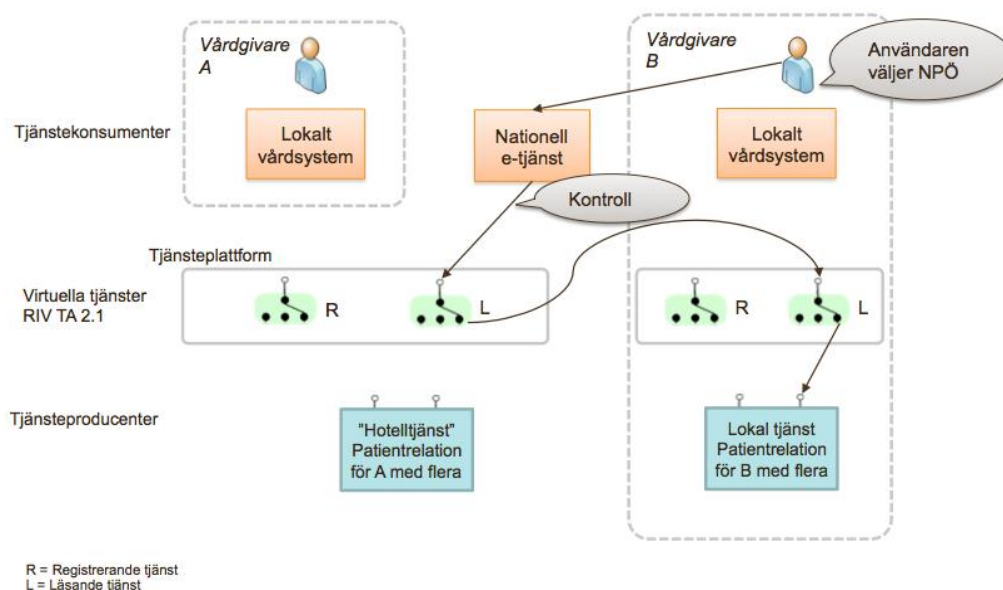 Vårdgivare
A
Vårdgivare
B
Användaren
väljer NPÖ
Tjänstekonsumenter
Lokalt
vårdsystem
Nationell
e-tjänst
Lokalt
vårdsystem
Kontroll
Tjänsteplattform
Virtuella tjänster
RIV TA 2.1
R
L
R
L
Tjänsteproducenter
"Hotelltjänst"
Patientrelation
för A med flera
Lokal tjänst
Patientrelation
för B med flera
R = Registrerande tjänst
L = Läsande tjänst